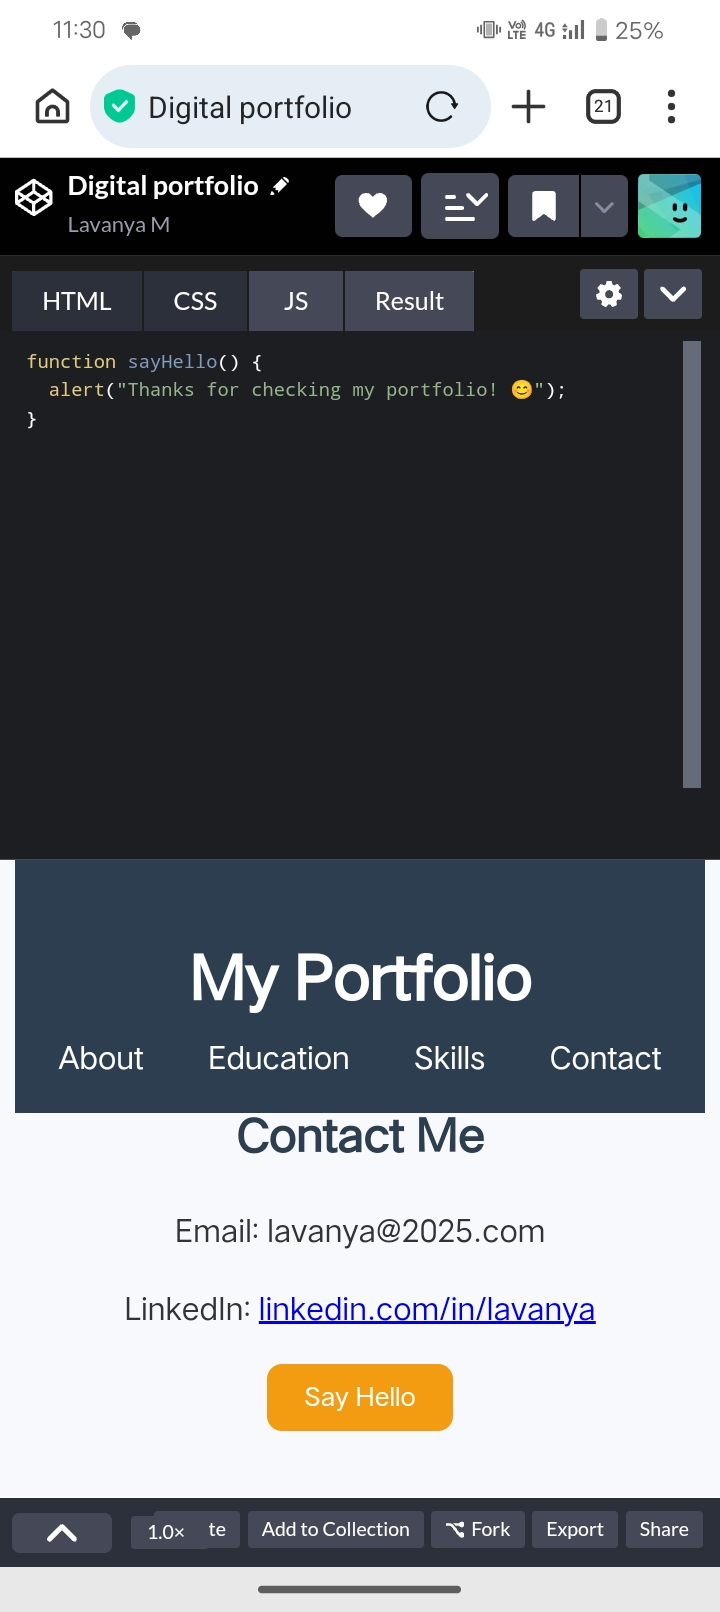 11:30 Vo) LTE 4G 25%
Digital portfolio 21
Digital portfolio
Lavanya M
HTML CSS JS Result
function sayHello() {
alert("Thanks for checking my portfolio! 😊");
}
My Portfolio
About Education Skills Contact
Contact Me
Email: lavanya@2025.com
LinkedIn: linkedin.com/in/lavanya
Say Hello
1.0× te Add to Collection Fork Export Share